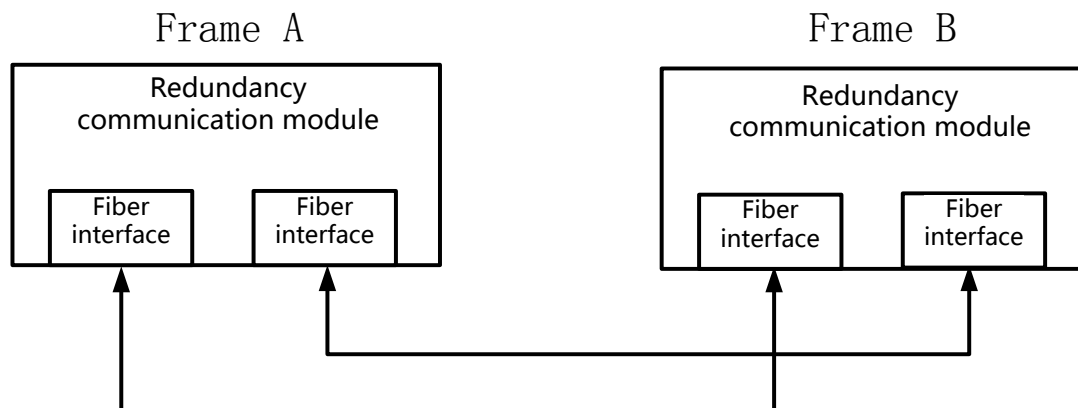 Frame A
Redundancy
communication module
Fiber
interface
Fiber
interface
Frame B
Redundancy
communication module
Fiber
interface
Fiber
interface